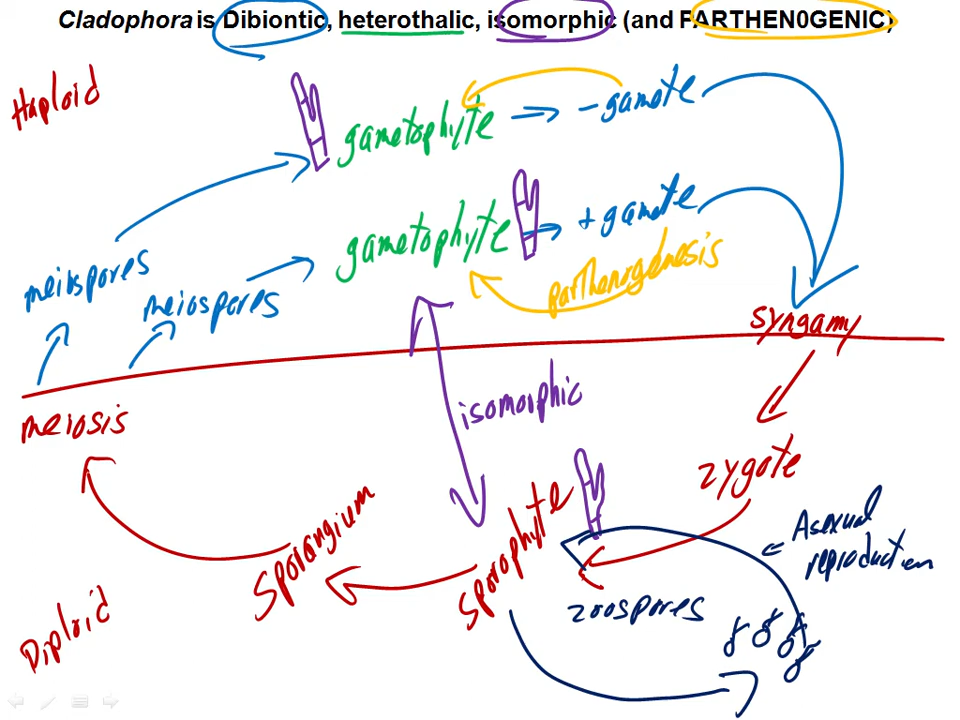 Cladophora is Dibiontic, heterothalic, isomorphic (and FARTHEN0GENIC)
Haploid
gametophyte → - gamete
gametophyte → + gamete
parthenogenesis
meiospores
meiospores
syngamy
meiosis
isomorphic
zygote
Sporangium
sporophyte
Asexual
reproduction
zoospores
Diploid